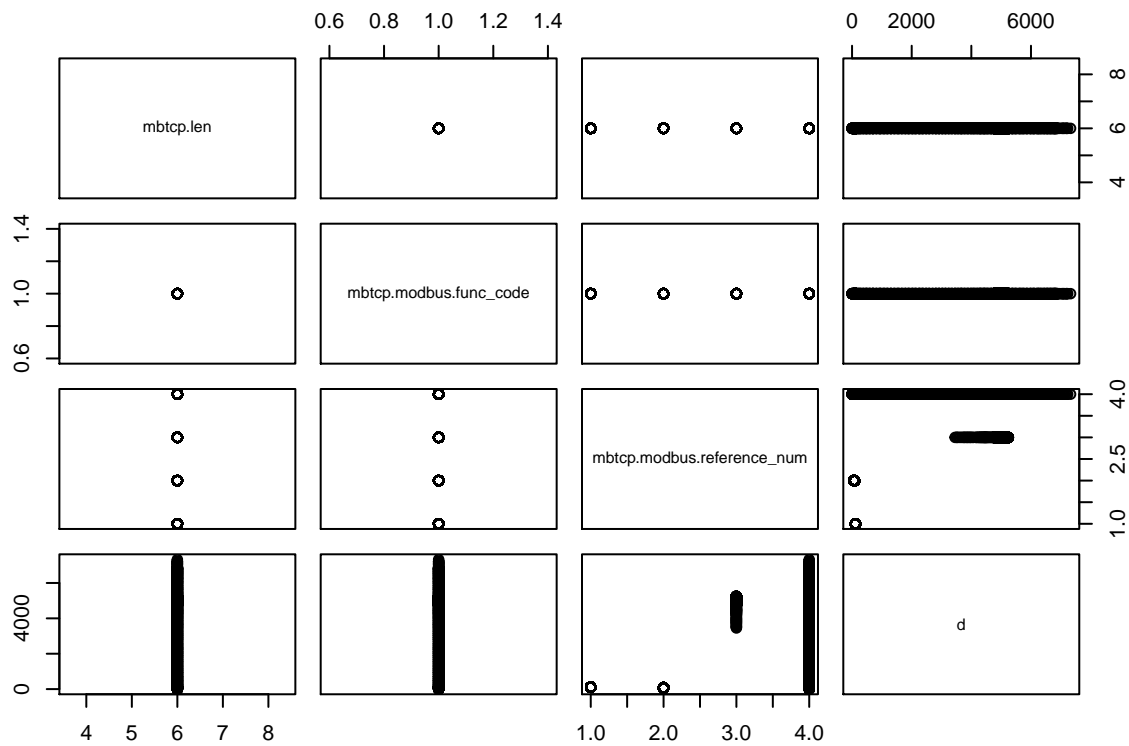 0.6 0.8 1.0 1.2 1.4
0 2000 6000
mbtcp.len
4 6 8
0.6 1.0 1.4
mbtcp.modbus.func_code
mbtcp.modbus.reference_num
1.0 2.5 4.0
0 4000
d
4 5 6 7 8
1.0 2.0 3.0 4.0